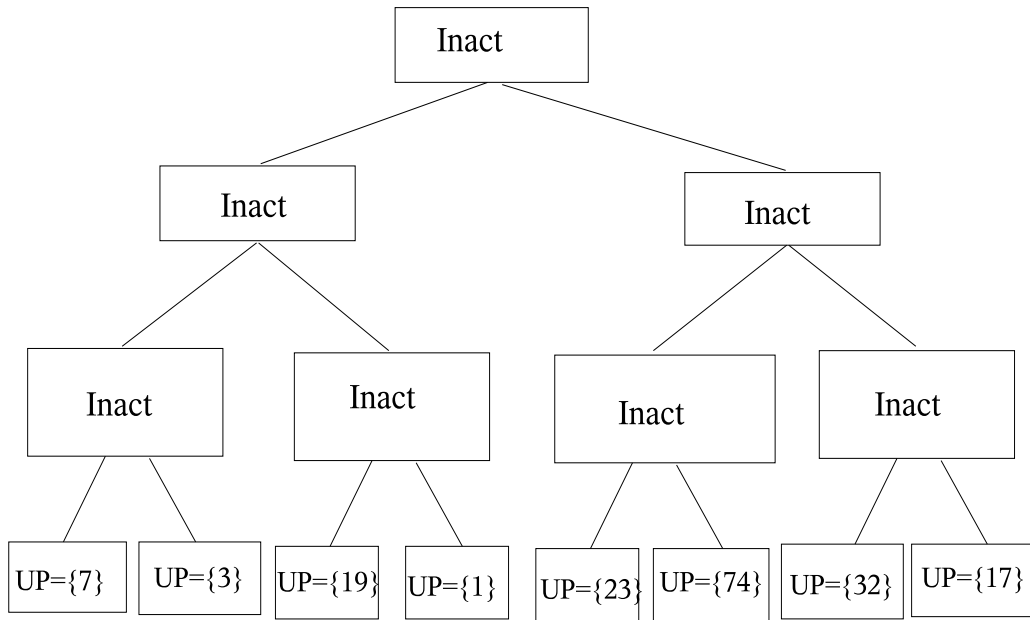 Inact
Inact
Inact
Inact
Inact
Inact
Inact
UP={7}
UP={3}
UP={19}
UP={1}
UP={23}
UP={74}
UP={32}
UP={17}